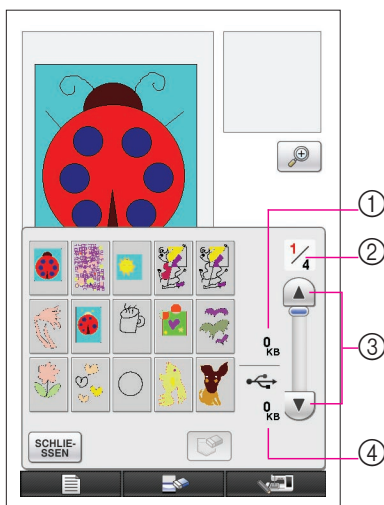 ①
1/4
②
③
0
KB
0
KB
SCHLIE-
SSEN
④